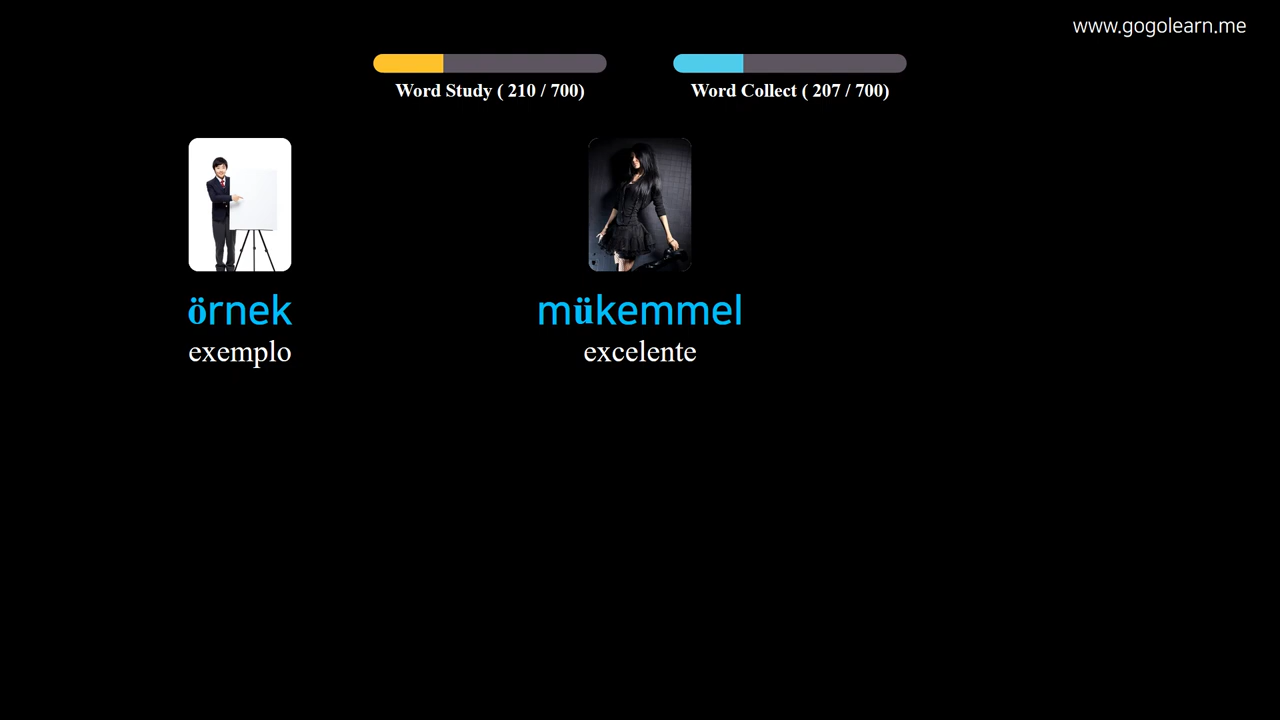 www.gogolearn.me
Word Study ( 210 / 700)
Word Collect ( 207 / 700)
örnek
exemplo
mükemmel
excelente